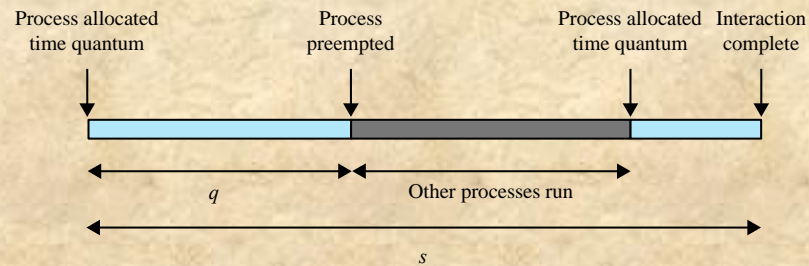 Process allocated
time quantum
Process
preempted
Process allocated
time quantum
Interaction
complete
q
Other processes run
s